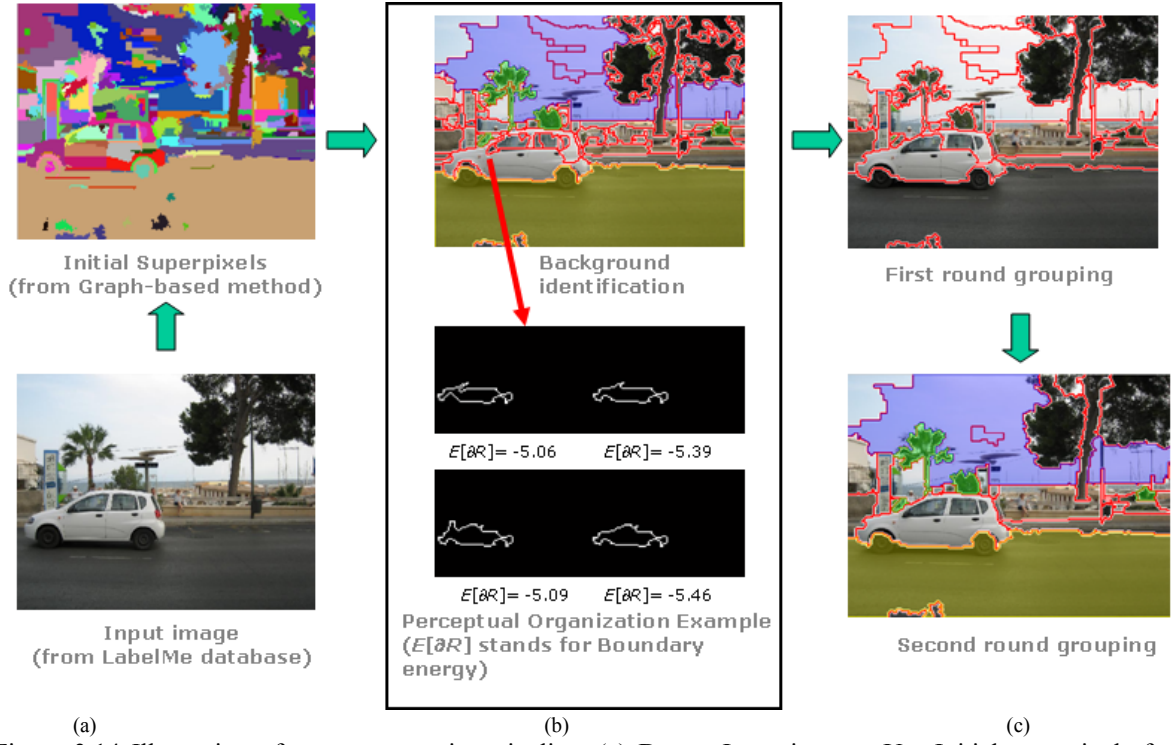 Initial Superpixels
(from Graph-based method)
Input image
(from LabelMe database)
(a)
Background
identification
E[∂R]= -5.06
E[∂R]= -5.39
E[∂R]= -5.09
E[∂R]= -5.46
Perceptual Organization Example
(E[∂R] stands for Boundary
energy)
(b)
First round grouping
Second round grouping
(c)